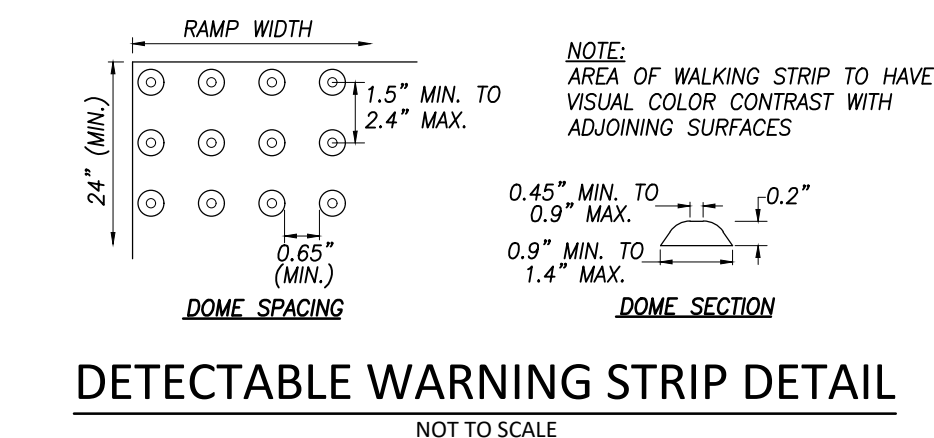 RAMP WIDTH
24" (MIN.)
1.5" MIN. TO
2.4" MAX.
0.65"
(MIN.)
DOME SPACING
NOTE:
AREA OF WALKING STRIP TO HAVE
VISUAL COLOR CONTRAST WITH
ADJOINING SURFACES
0.45" MIN. TO
0.9" MAX.
0.2"
0.9" MIN. TO
1.4" MAX.
DOME SECTION
DETECTABLE WARNING STRIP DETAIL
NOT TO SCALE